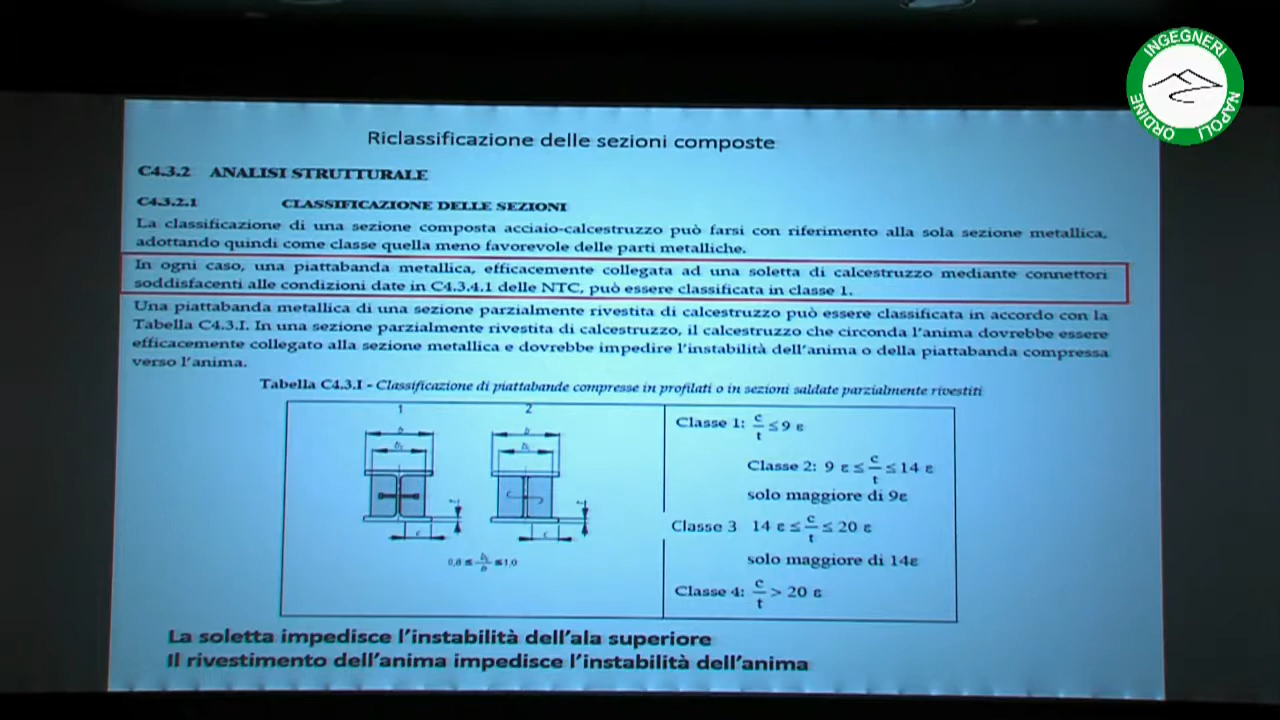 INGEGNERI
NAPOLI
ORDINE
Riclassificazione delle sezioni composte
C4.3.2 ANALISI STRUTTURALE
C4.3.2.1 CLASSIFICAZIONE DELLE SEZIONI
La classificazione di una sezione composta acciaio-calcestruzzo può farsi con riferimento alla sola sezione metallica,
adottando quindi come classe quella meno favorevole delle parti metalliche.
In ogni caso, una piattabanda metallica, efficacemente collegata ad una soletta di calcestruzzo mediante connettori
soddisfacenti alle condizioni date in C4.3.4.1 delle NTC, può essere classificata in classe 1.
Una piattabanda metallica di una sezione parzialmente rivestita di calcestruzzo può essere classificata in accordo con la
Tabella C4.3.I. In una sezione parzialmente rivestita di calcestruzzo, il calcestruzzo che circonda l'anima dovrebbe essere
efficacemente collegato alla sezione metallica e dovrebbe impedire l'instabilità dell'anima o della piattabanda compressa
verso l'anima.
Tabella C4.3.I - Classificazione di piattabande compresse in profilati o in sezioni saldate parzialmente rivestiti
1 2
b b
bc bc
t t
c c
0,8 ≤ bc/b ≤ 1,0
Classe 1: c/t ≤ 9 ε
Classe 2: 9 ε ≤ c/t ≤ 14 ε
solo maggiore di 9ε
Classe 3 14 ε ≤ c/t ≤ 20 ε
solo maggiore di 14ε
Classe 4: c/t > 20 ε
La soletta impedisce l'instabilità dell'ala superiore
Il rivestimento dell'anima impedisce l'instabilità dell'anima